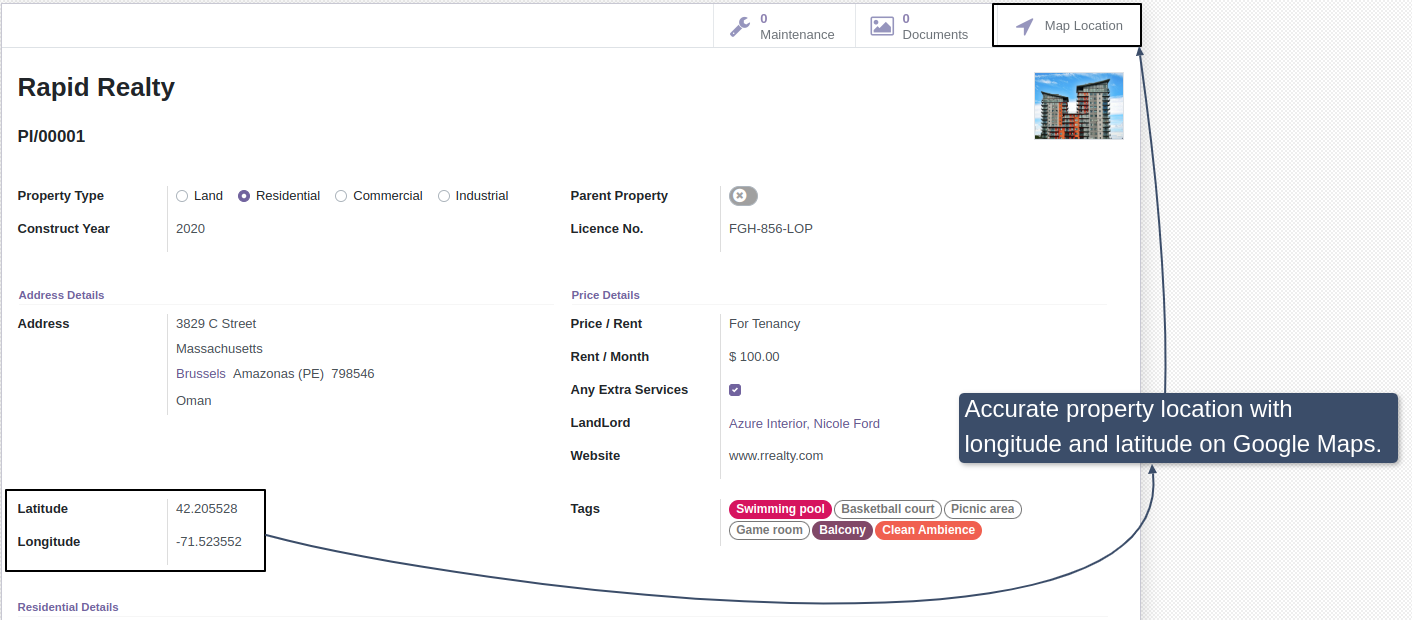 0
Maintenance
0
Documents
Map Location
Rapid Realty
PI/00001
Property Type
Land Residential Commercial Industrial
Parent Property
Construct Year
2020
Licence No.
FGH-856-LOP
Address Details
Address
3829 C Street
Massachusetts
Brussels Amazonas (PE) 798546
Oman
Price Details
Price / Rent
For Tenancy
Rent / Month
$ 100.00
Any Extra Services
LandLord
Azure Interior, Nicole Ford
Website
www.rrealty.com
Accurate property location with
longitude and latitude on Google Maps.
Latitude
42.205528
Longitude
-71.523552
Tags
Swimming pool Basketball court Picnic area
Game room Balcony Clean Ambience
Residential Details